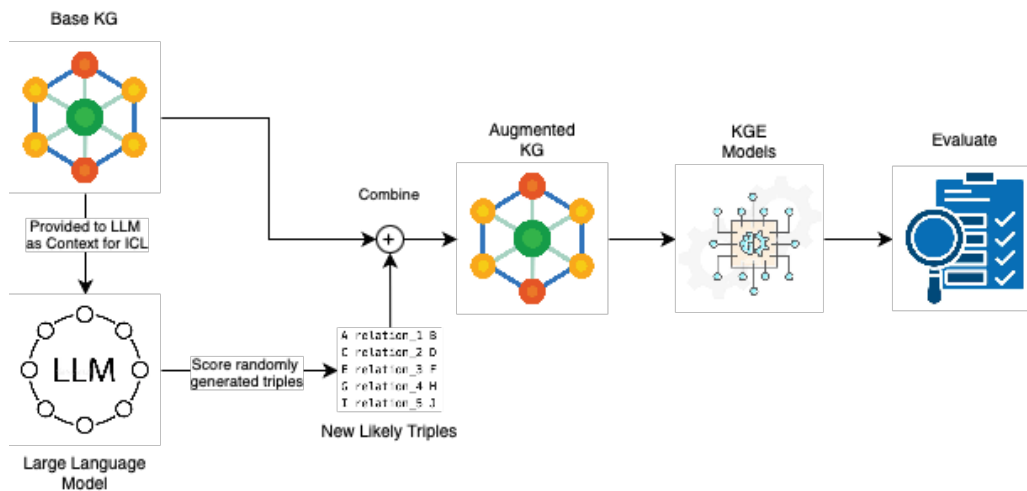 Base KG
Provided to LLM
as Context for ICL
LLM
Large Language
Model
Score randomly
generated triples
A relation_1 B
C relation_2 D
E relation_3 F
G relation_4 H
I relation_5 J
New Likely Triples
Combine
+
Augmented
KG
KGE
Models
Evaluate